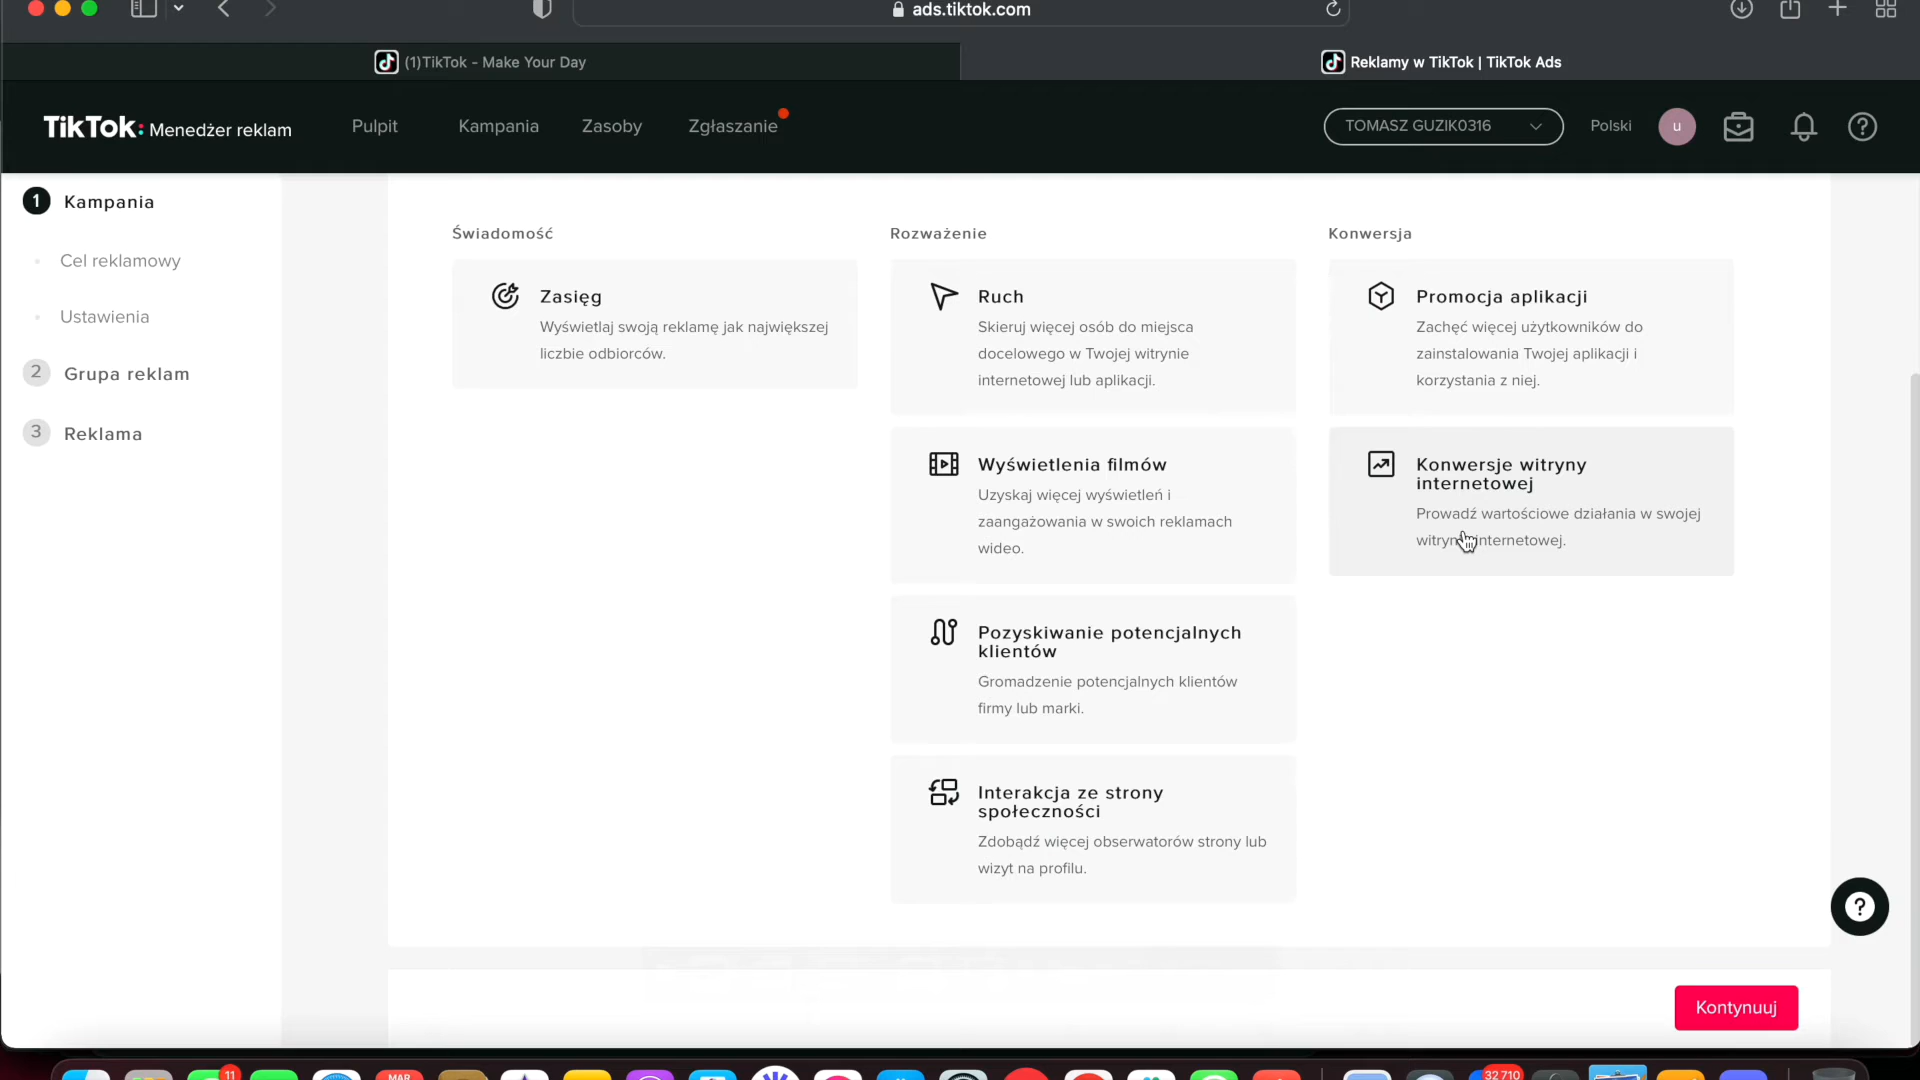 ads.tiktok.com
(1)TikTok - Make Your Day
Reklamy w TikTok | TikTok Ads
TikTok: Menedżer reklam
Pulpit
Kampania
Zasoby
Zgłaszanie
TOMASZ GUZIK0316
Polski
u
1 Kampania
Cel reklamowy
Ustawienia
2 Grupa reklam
3 Reklama
Świadomość
Zasięg
Wyświetlaj swoją reklamę jak największej
liczbie odbiorców.
Rozważenie
Ruch
Skieruj więcej osób do miejsca
docelowego w Twojej witrynie
internetowej lub aplikacji.
Wyświetlenia filmów
Uzyskaj więcej wyświetleń i
zaangażowania w swoich reklamach
wideo.
Pozyskiwanie potencjalnych
klientów
Gromadzenie potencjalnych klientów
firmy lub marki.
Interakcja ze strony
społeczności
Zdobądź więcej obserwatorów strony lub
wizyt na profilu.
Konwersja
Promocja aplikacji
Zachęć więcej użytkowników do
zainstalowania Twojej aplikacji i
korzystania z niej.
Konwersje witryny
internetowej
Prowadź wartościowe działania w swojej
witrynie internetowej.
?
Kontynuuj
11
MAR
32 710